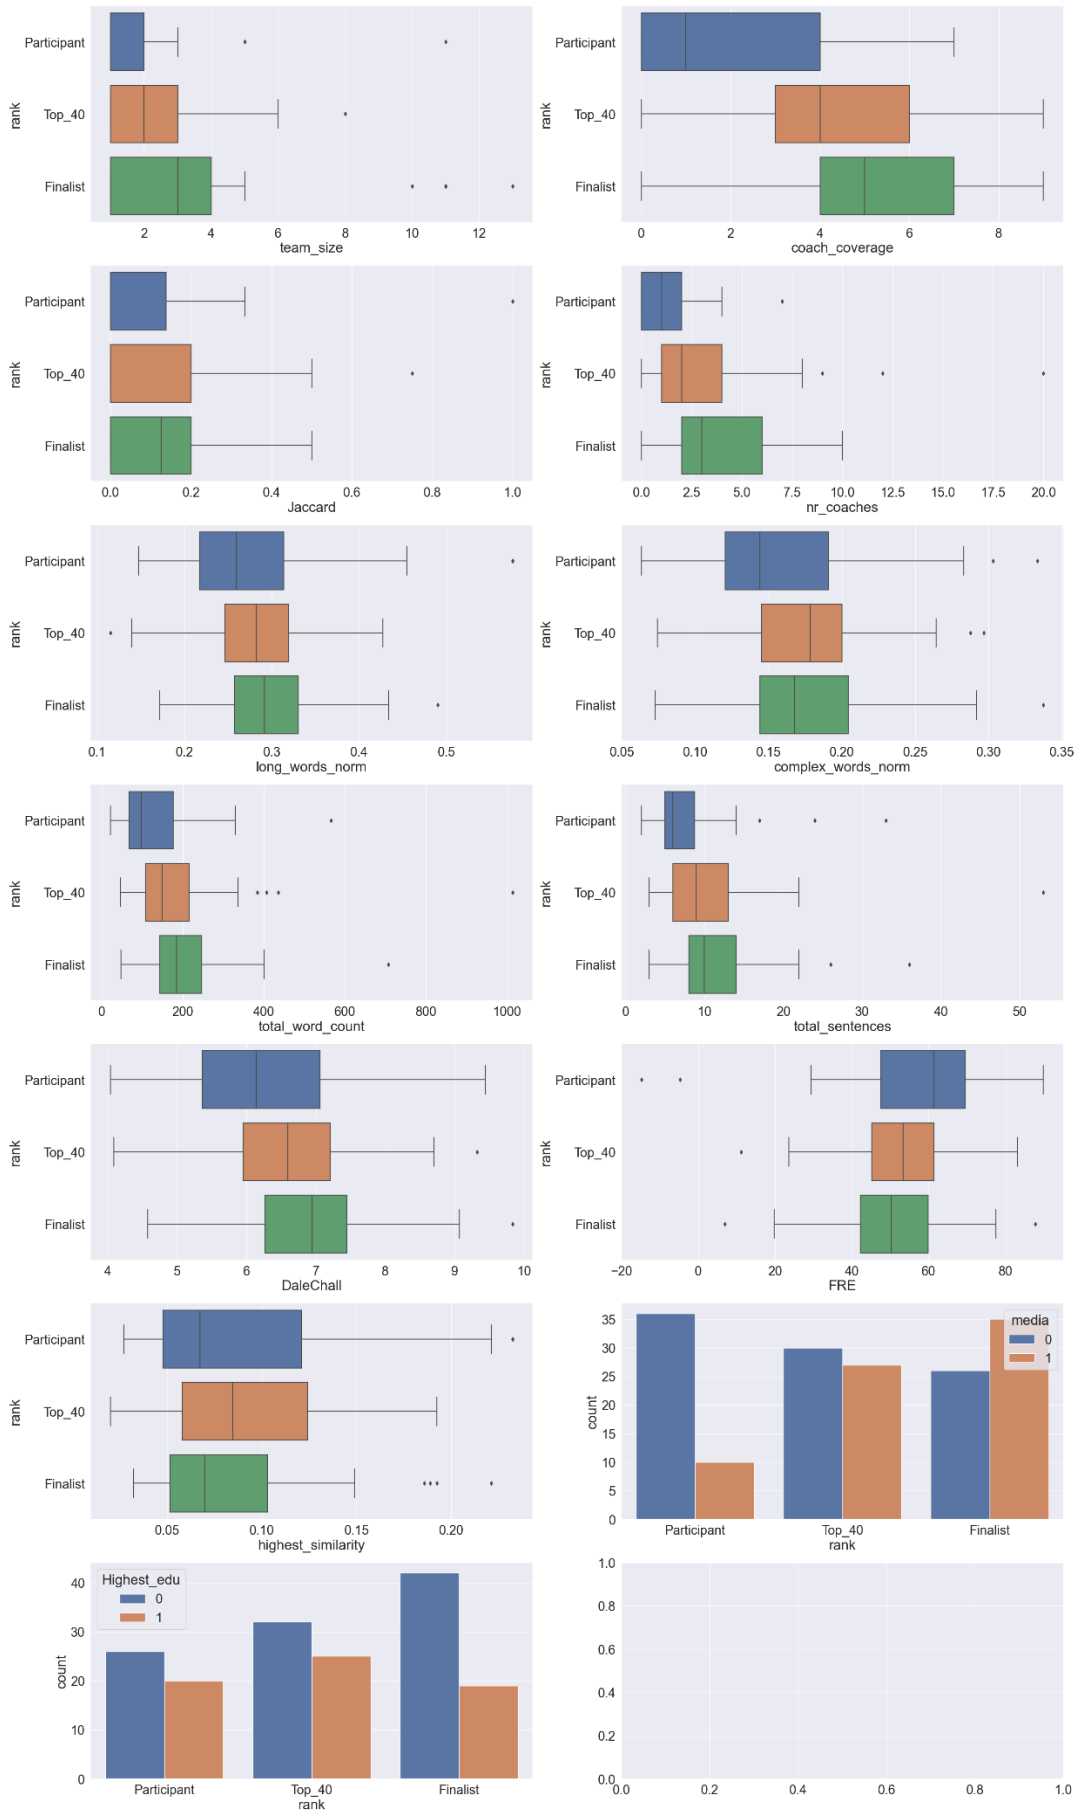 Participant
Top_40
Finalist
rank
2 4 6 8 10 12
team_size
Participant
Top_40
Finalist
rank
0 2 4 6 8
coach_coverage
Participant
Top_40
Finalist
rank
0.0 0.2 0.4 0.6 0.8 1.0
Jaccard
Participant
Top_40
Finalist
rank
0.0 2.5 5.0 7.5 10.0 12.5 15.0 17.5 20.0
nr_coaches
Participant
Top_40
Finalist
rank
0.1 0.2 0.3 0.4 0.5
long_words_norm
Participant
Top_40
Finalist
rank
0.05 0.10 0.15 0.20 0.25 0.30 0.35
complex_words_norm
Participant
Top_40
Finalist
rank
0 200 400 600 800 1000
total_word_count
Participant
Top_40
Finalist
rank
0 10 20 30 40 50
total_sentences
Participant
Top_40
Finalist
rank
4 5 6 7 8 9 10
DaleChall
Participant
Top_40
Finalist
rank
−20 0 20 40 60 80
FRE
Participant
Top_40
Finalist
rank
0.05 0.10 0.15 0.20
highest_similarity
35
30
25
20
15
10
5
0
count
media
0
1
Participant Top_40 Finalist
rank
40
30
20
10
0
count
Highest_edu
0
1
Participant Top_40 Finalist
rank
1.0
0.8
0.6
0.4
0.2
0.0
0.0 0.2 0.4 0.6 0.8 1.0